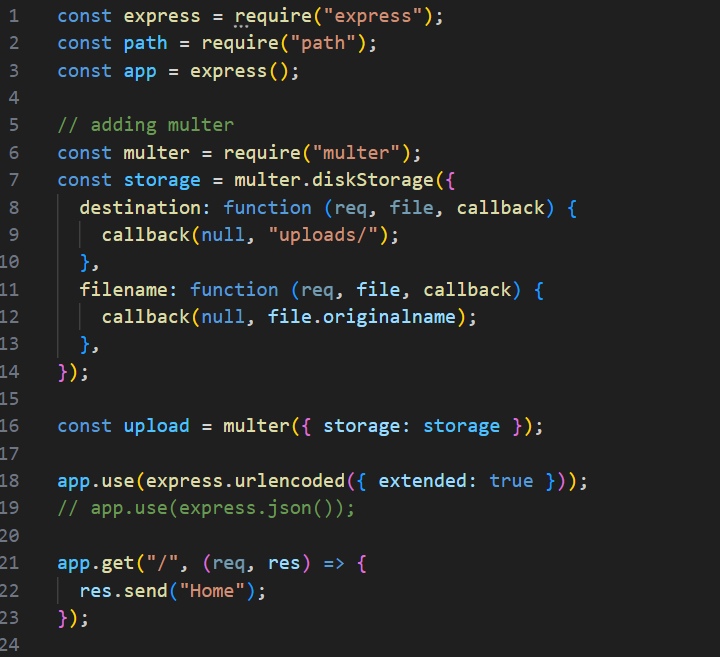 1 const express = require("express");
2 const path = require("path");
3 const app = express();
4
5 // adding multer
6 const multer = require("multer");
7 const storage = multer.diskStorage({
8   destination: function (req, file, callback) {
9     callback(null, "uploads/");
10   },
11   filename: function (req, file, callback) {
12     callback(null, file.originalname);
13   },
14 });
15
16 const upload = multer({ storage: storage });
17
18 app.use(express.urlencoded({ extended: true }));
19 // app.use(express.json());
20
21 app.get("/", (req, res) => {
22   res.send("Home");
23 });
24